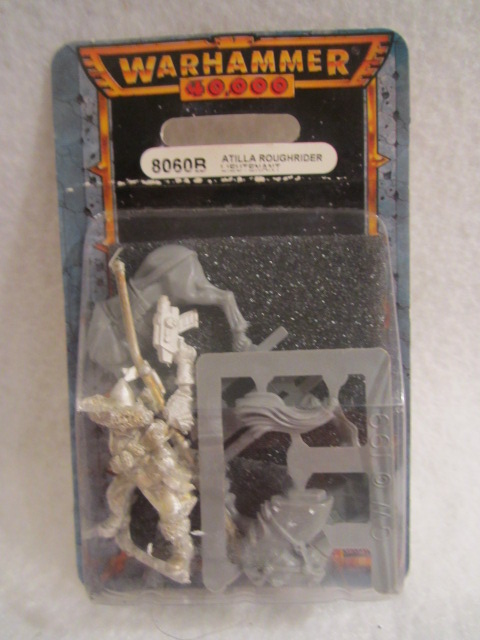 WARHAMMER
40,000
8060B ATILLA ROUGHRIDER
LIEUTENANT